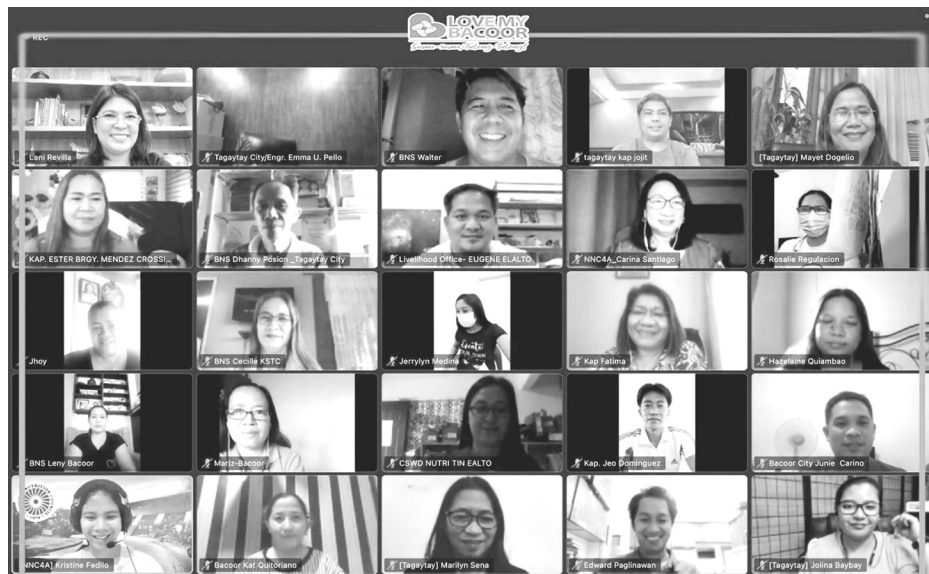 LOVE MY
BACOOR
REC
Lani Revilla
Tagaytay City/Engr. Emma U. Pello
BNS Walter
tagaytay kap jojit
[Tagaytay] Mayet Dogelio
KAP. ESTER BRGY. MENDEZ CROSSI...
BNS Dhanny Posion _Tagaytay City
Livelihood Office- EUGENE ELALTO
NNC4A_Carina Santiago
Rosalie Regulacion
Jhoy
BNS Cecille KSTC
Jerrylyn Medina
Kap Fatima
Hazelaine Quiambao
BNS Leny Bacoor
Mariz-Bacoor
CSWD NUTRI TIN EALTO
Kap. Jeo Dominguez
Bacoor City Junie Carino
NNC4A] Kristine Fedilo
Bacoor Kat Quitoriano
[Tagaytay] Marilyn Sena
Edward Paglinawan
[Tagaytay] Jolina Baybay